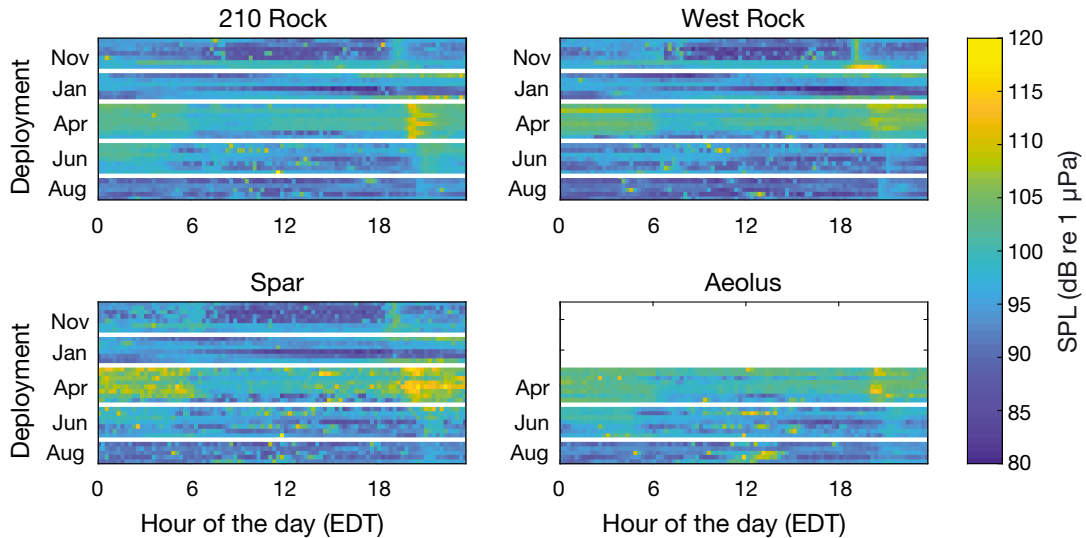 210 Rock
West Rock
Deployment
Nov
Jan
Apr
Jun
Aug
0
6
12
18
Nov
Jan
Apr
Jun
Aug
0
6
12
18
Spar
Aeolus
Deployment
Nov
Jan
Apr
Jun
Aug
0
6
12
18
Hour of the day (EDT)
Apr
Jun
Aug
0
6
12
18
Hour of the day (EDT)
120
115
110
105
100
95
90
85
80
SPL (dB re 1 µPa)